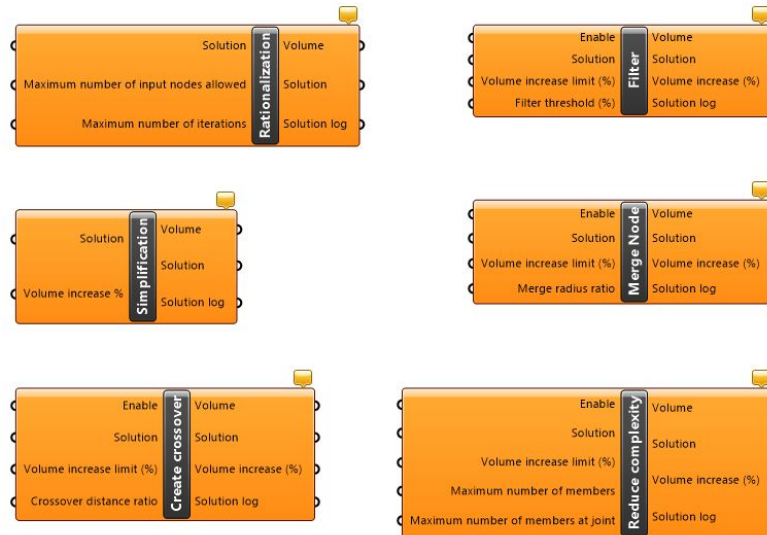 Solution
Maximum number of input nodes allowed
Maximum number of iterations
Rationalization
Volume
Solution
Solution log
Enable
Solution
Volume increase limit (%)
Filter threshold (%)
Filter
Volume
Solution
Volume increase (%)
Solution log
Solution
Volume increase %
Simplification
Volume
Solution
Solution log
Enable
Solution
Volume increase limit (%)
Merge radius ratio
Merge Node
Volume
Solution
Volume increase (%)
Solution log
Enable
Solution
Volume increase limit (%)
Crossover distance ratio
Create crossover
Volume
Solution
Volume increase (%)
Solution log
Enable
Solution
Volume increase limit (%)
Maximum number of members
Maximum number of members at joint
Reduce complexity
Volume
Solution
Volume increase (%)
Solution log